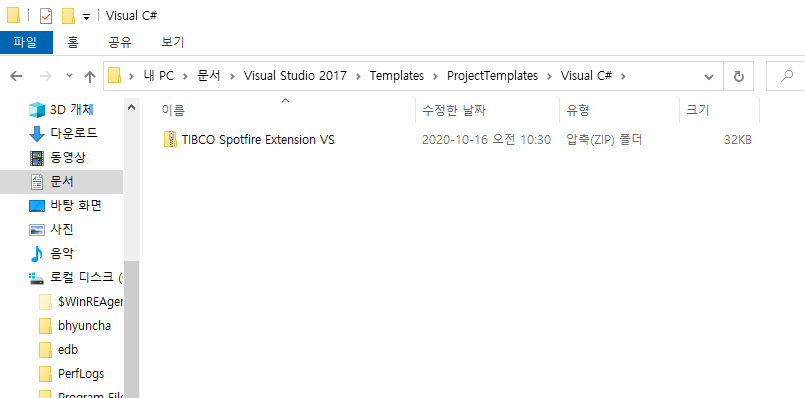 Visual C#
파일 홈 공유 보기
내 PC 문서 Visual Studio 2017 Templates ProjectTemplates Visual C#
이름 수정한 날짜 유형 크기
TIBCO Spotfire Extension VS 2020-10-16 오전 10:30 압축(ZIP) 폴더 32KB
3D 개체
다운로드
동영상
문서
바탕 화면
사진
음악
로컬 디스크 (
$WinREAger
bhyuncha
edb
PerfLogs
Program File